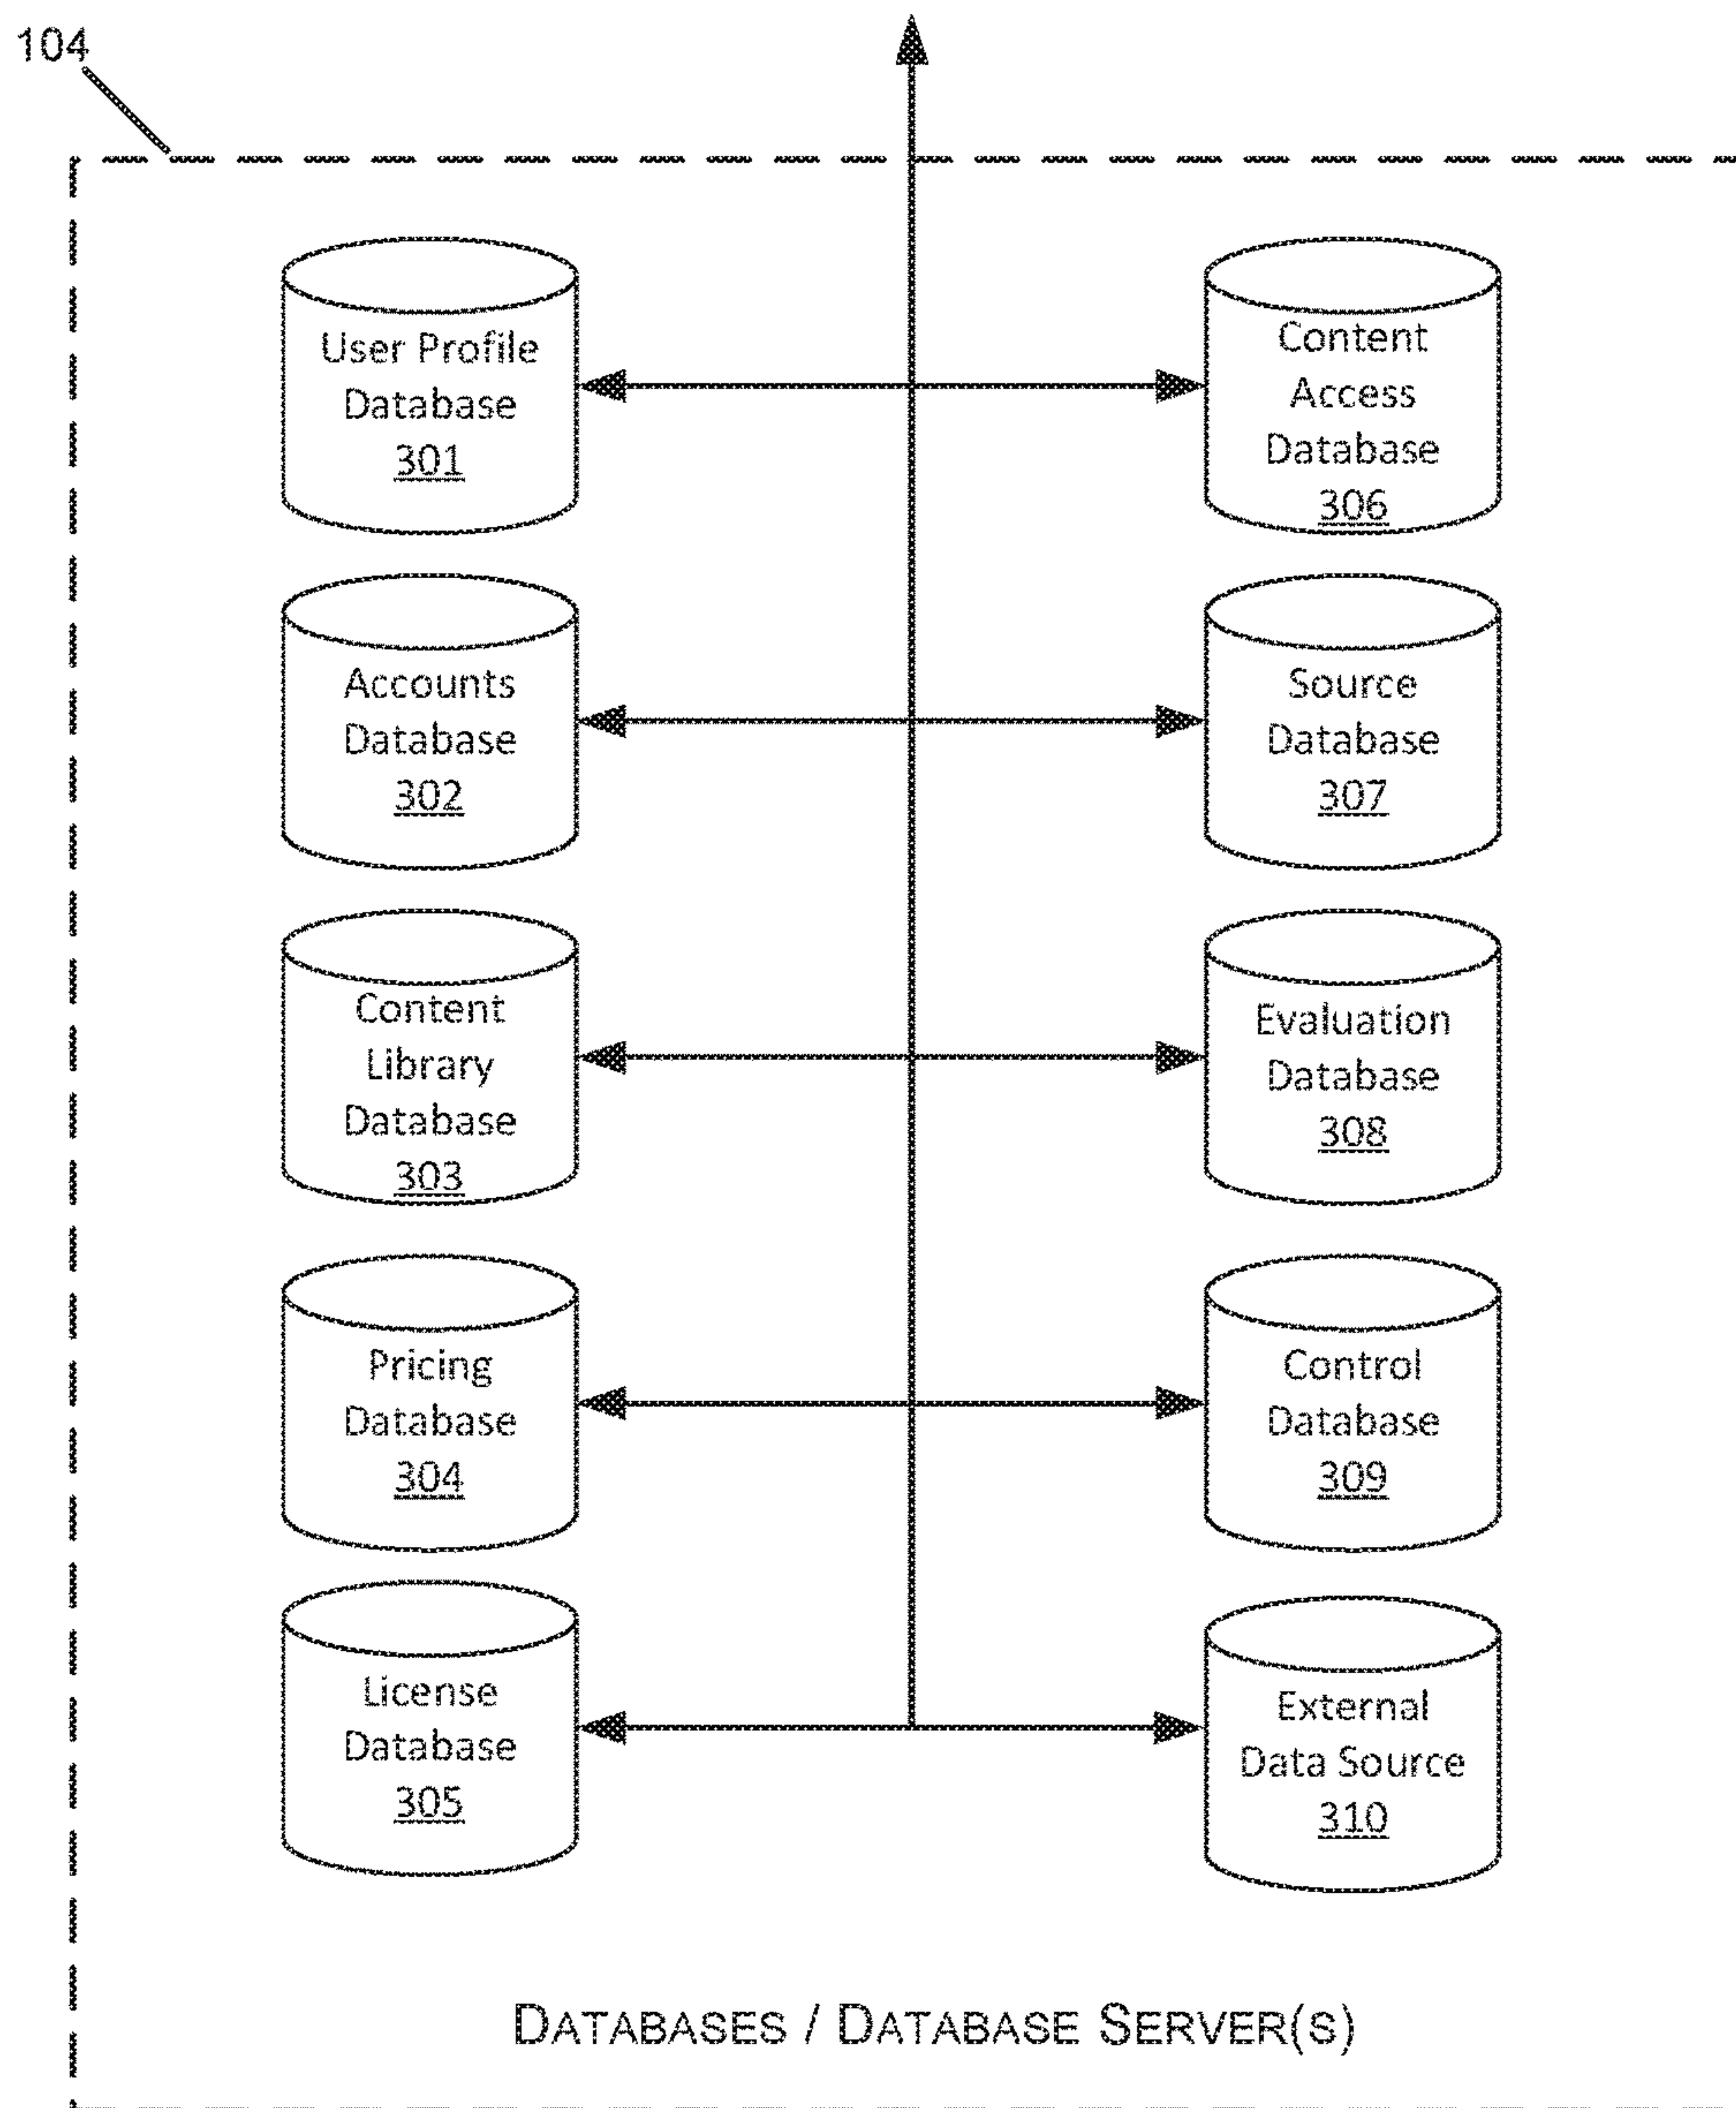 104
User Profile
Database
301
Content
Access
Database
306
Accounts
Database
302
Source
Database
307
Content
Library
Database
303
Evaluation
Database
308
Pricing
Database
304
Control
Database
309
License
Database
305
External
Data Source
310
DATABASES / DATABASE SERVER(S)